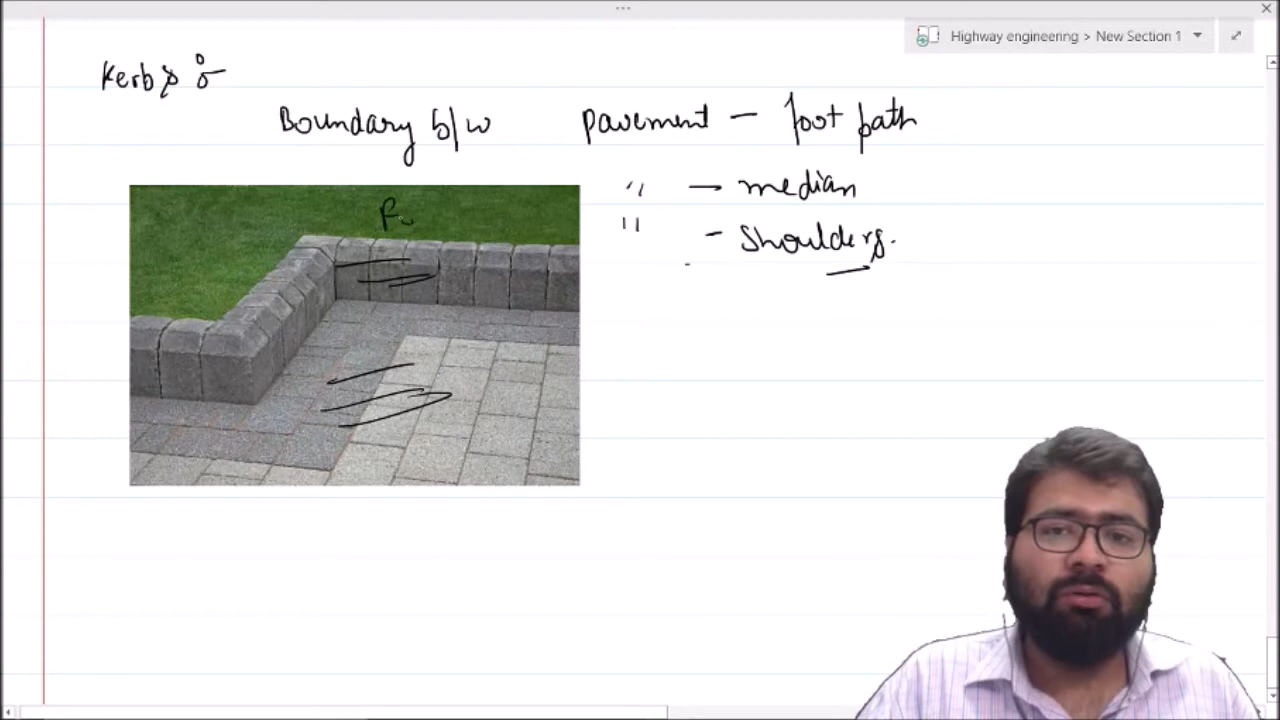 Highway engineering > New Section 1
Kerbs :-
Boundary b/w pavement — foot path
" — median
" - Shoulders.